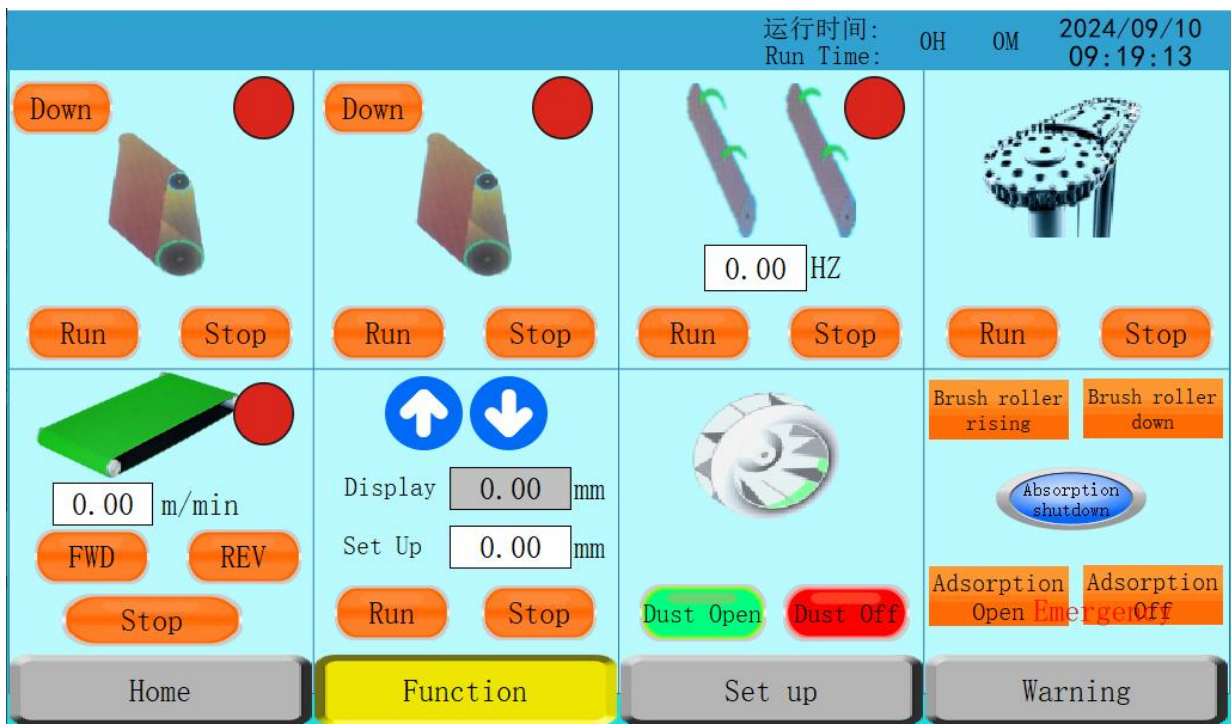 运行时间:
Run Time:
0H 0M
2024/09/10
09:19:13
Down
Down
0.00 HZ
Run
Stop
Run
Stop
Run
Stop
Run
Stop
0.00 m/min
FWD
REV
Stop
Display 0.00 mm
Set Up 0.00 mm
Run
Stop
Dust Open
Dust Off
Brush roller
rising
Brush roller
down
Absorption
shutdown
Adsorption
Open
Adsorption
Off
Emergency
Home
Function
Set up
Warning